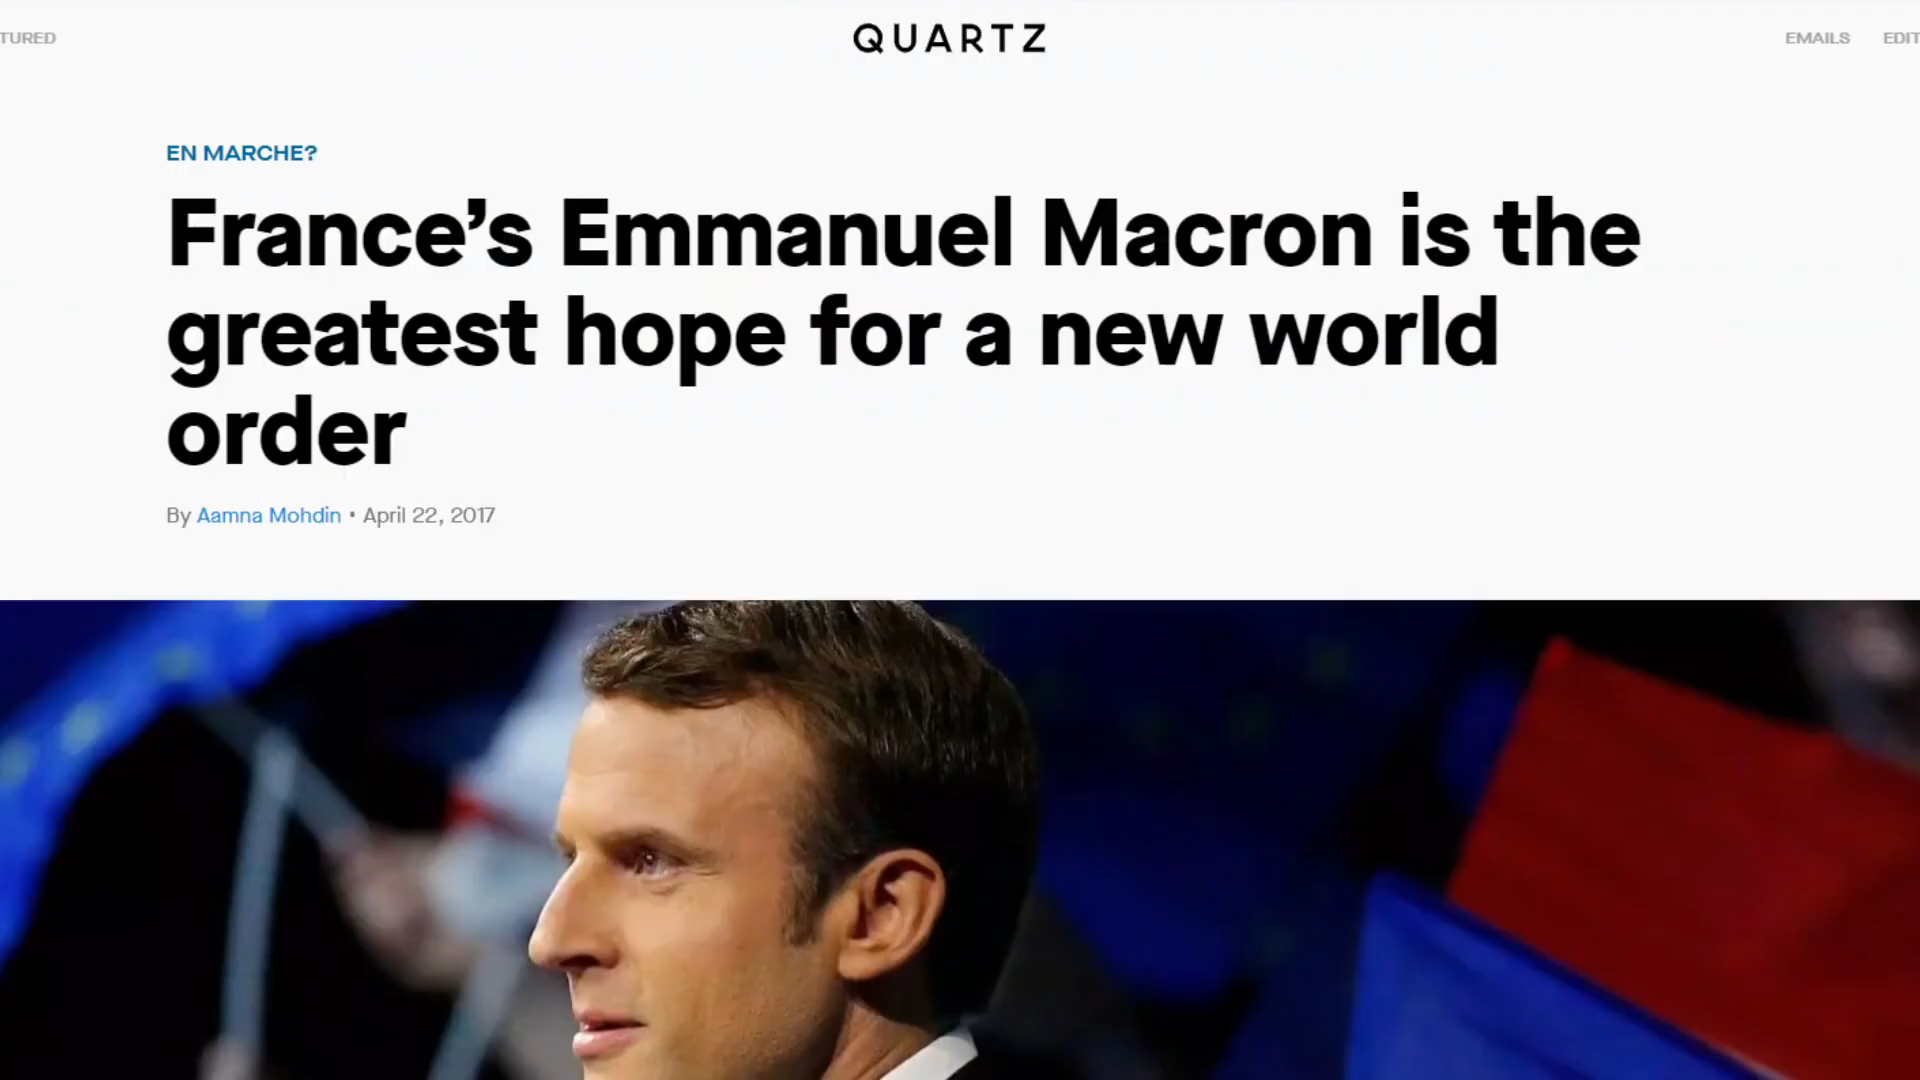 TURED
QUARTZ
EMAILS
EDIT
EN MARCHE?
France’s Emmanuel Macron is the
greatest hope for a new world
order
By Aamna Mohdin • April 22, 2017